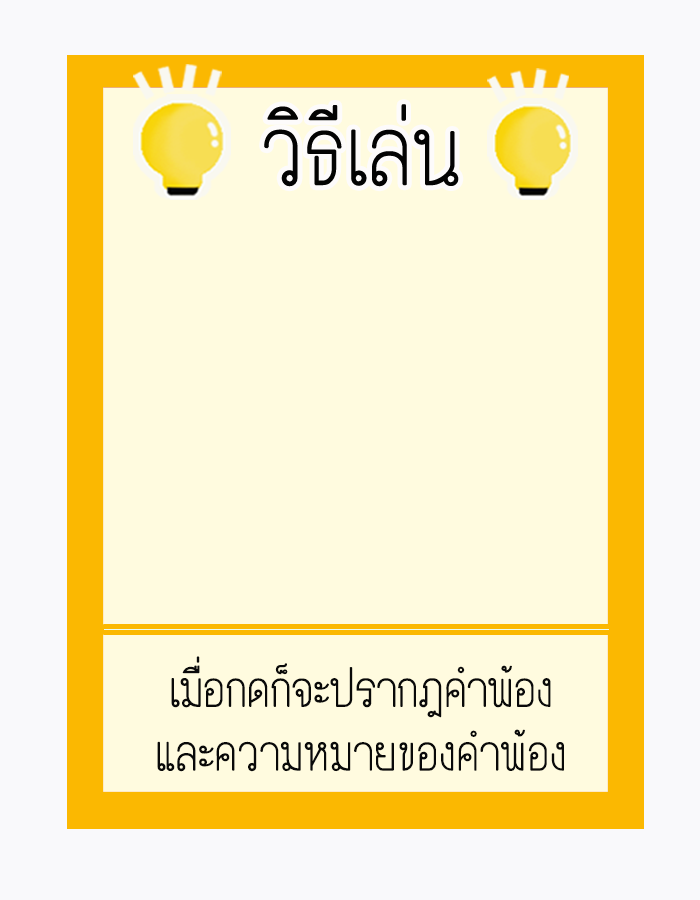 วิธีเล่น
เมื่อกดก็จะปรากฎคำพ้อง
และความหมายของคำพ้อง